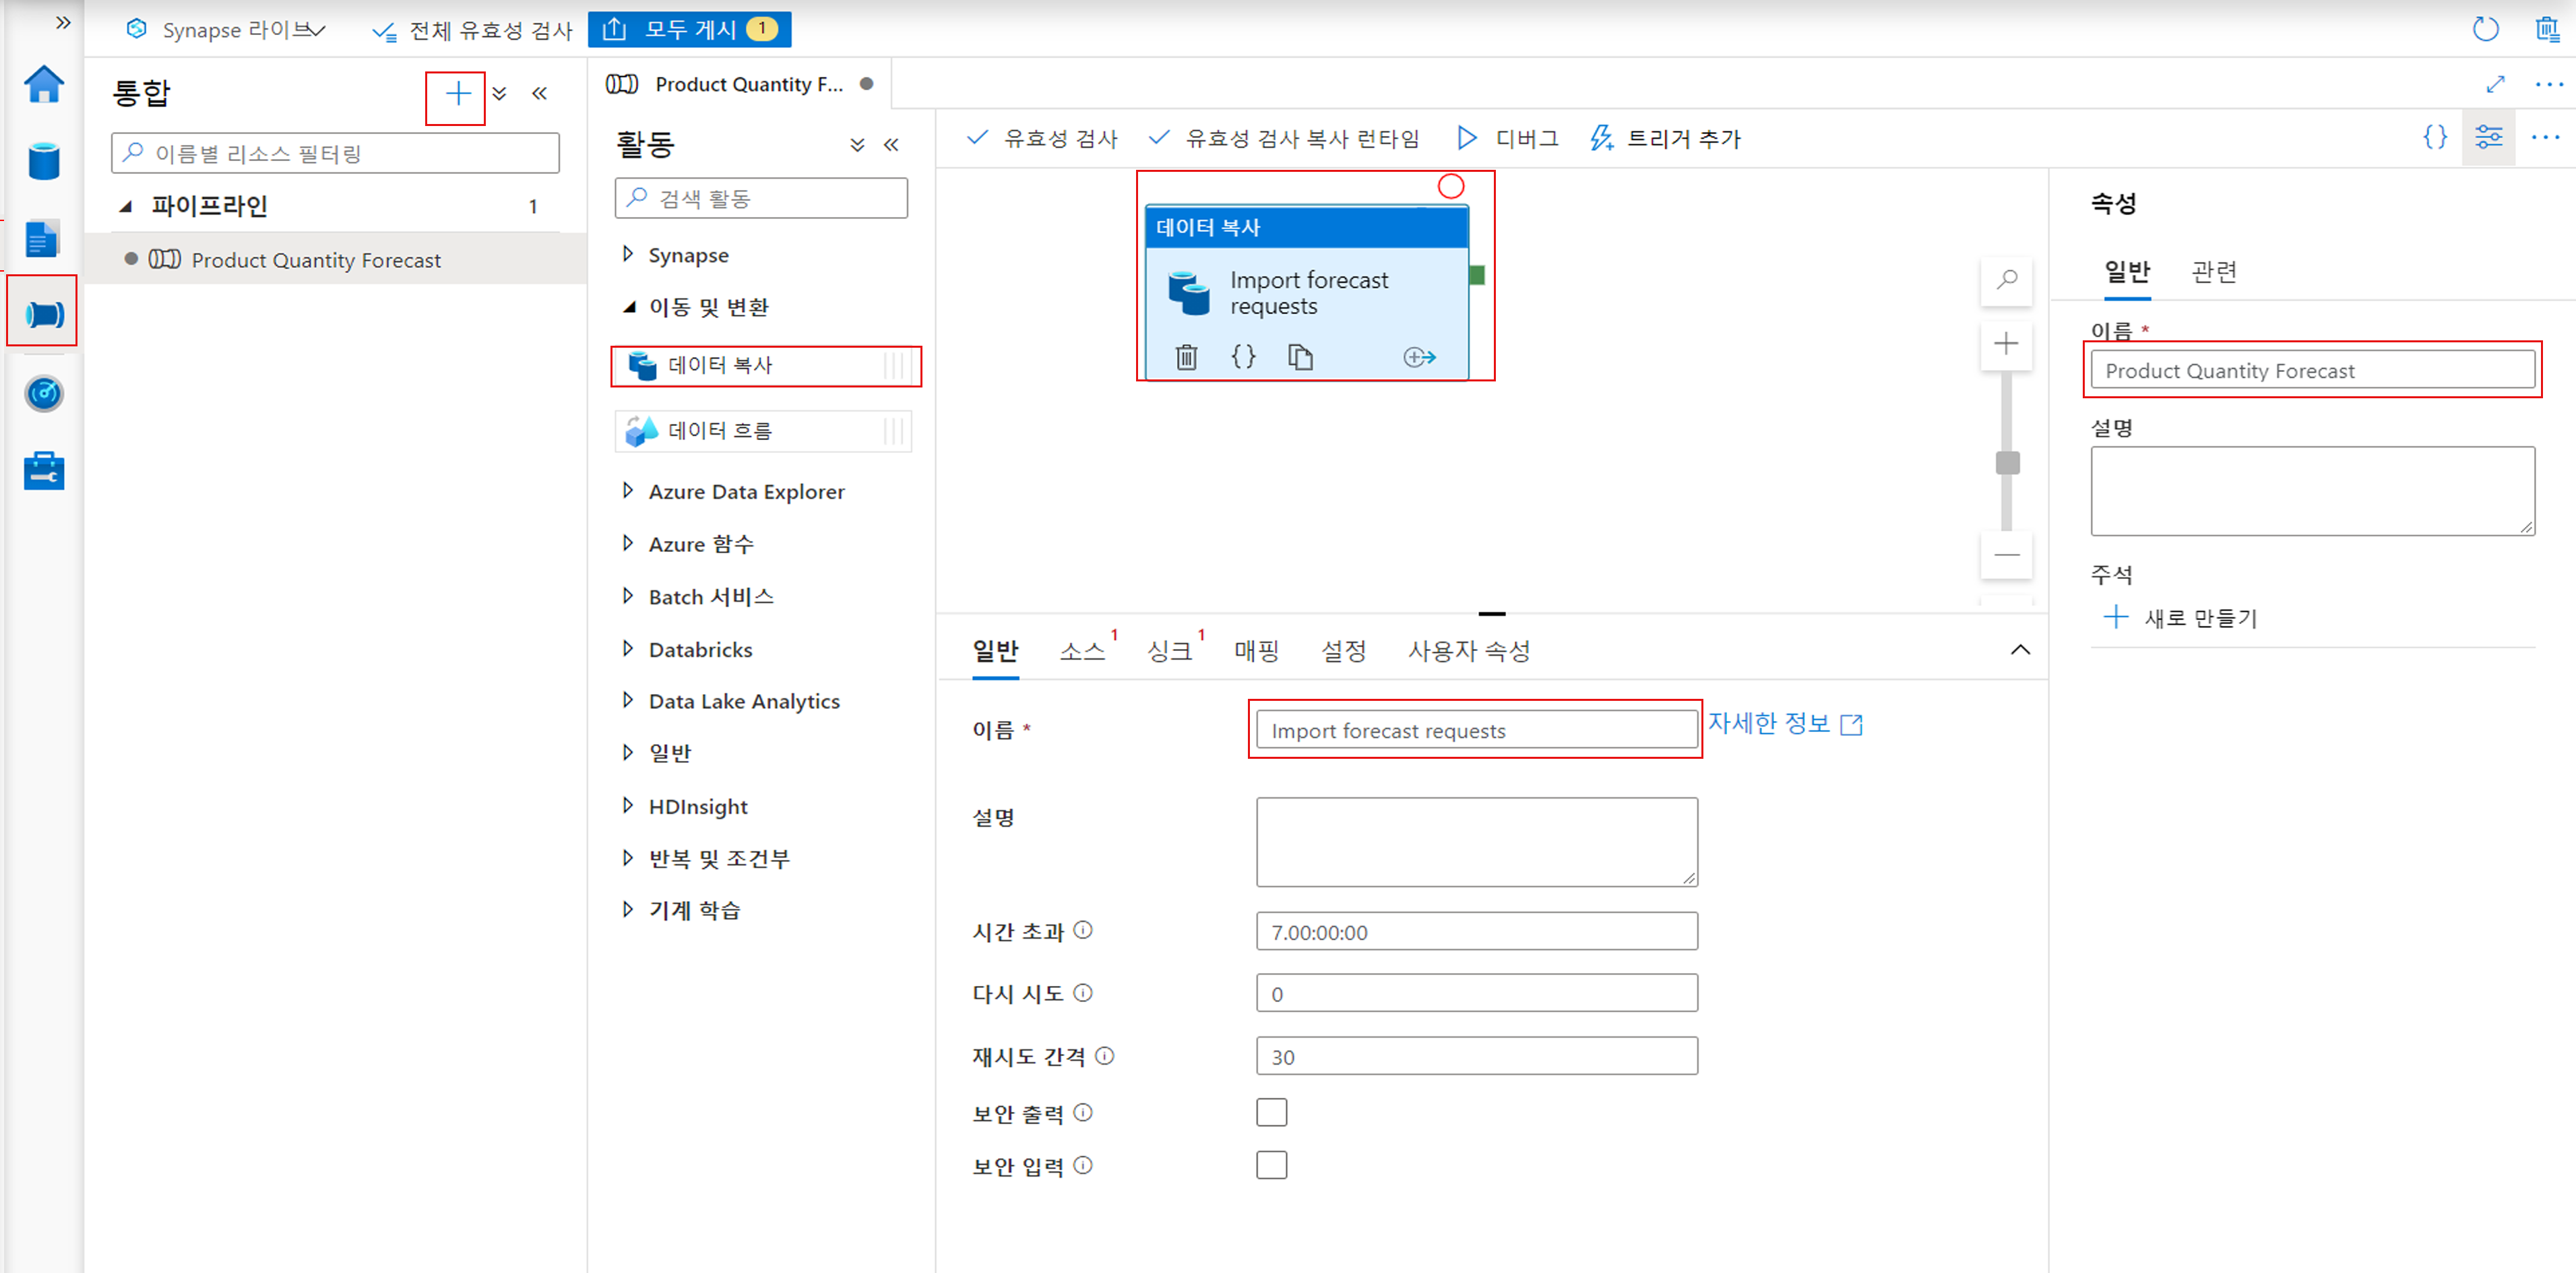 Synapse 라이브
전체 유효성 검사
모두 게시 1
통합
이름별 리소스 필터링
파이프라인 1
Product Quantity Forecast
Product Quantity F...
활동
검색 활동
Synapse
이동 및 변환
데이터 복사
데이터 흐름
Azure Data Explorer
Azure 함수
Batch 서비스
Databricks
Data Lake Analytics
일반
HDInsight
반복 및 조건부
기계 학습
유효성 검사
유효성 검사 복사 런타임
디버그
트리거 추가
데이터 복사
Import forecast
requests
일반
소스 1
싱크 1
매핑
설정
사용자 속성
이름 *
Import forecast requests
자세한 정보
설명
시간 초과
7.00:00:00
다시 시도
0
재시도 간격
30
보안 출력
보안 입력
속성
일반
관련
이름 *
Product Quantity Forecast
설명
주석
새로 만들기